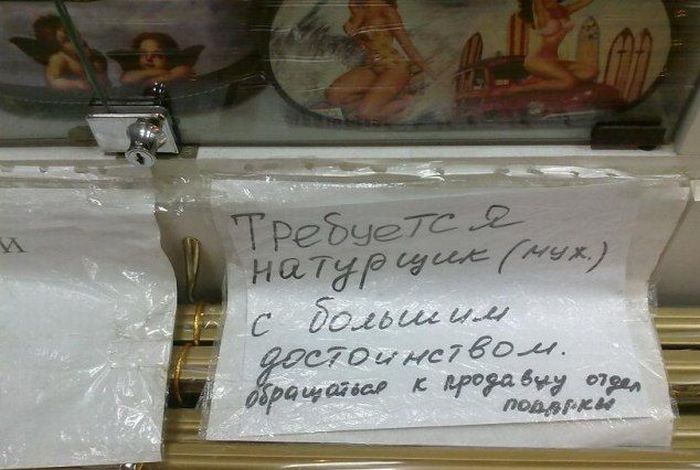 и
Требуется
натурщик (муж.)
с большим
достоинством.
обращаться к продавцу отдел
подарки